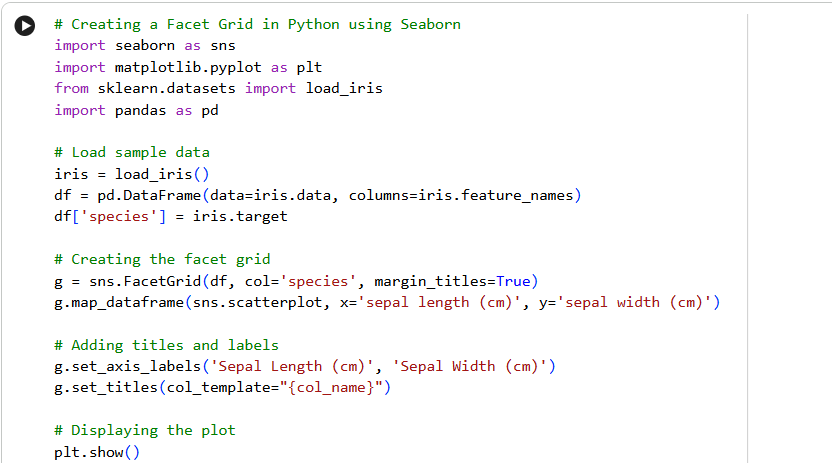 # Creating a Facet Grid in Python using Seaborn
import seaborn as sns
import matplotlib.pyplot as plt
from sklearn.datasets import load_iris
import pandas as pd
# Load sample data
iris = load_iris()
df = pd.DataFrame(data=iris.data, columns=iris.feature_names)
df['species'] = iris.target
# Creating the facet grid
g = sns.FacetGrid(df, col='species', margin_titles=True)
g.map_dataframe(sns.scatterplot, x='sepal length (cm)', y='sepal width (cm)')
# Adding titles and labels
g.set_axis_labels('Sepal Length (cm)', 'Sepal Width (cm)')
g.set_titles(col_template="{col_name}")
# Displaying the plot
plt.show()